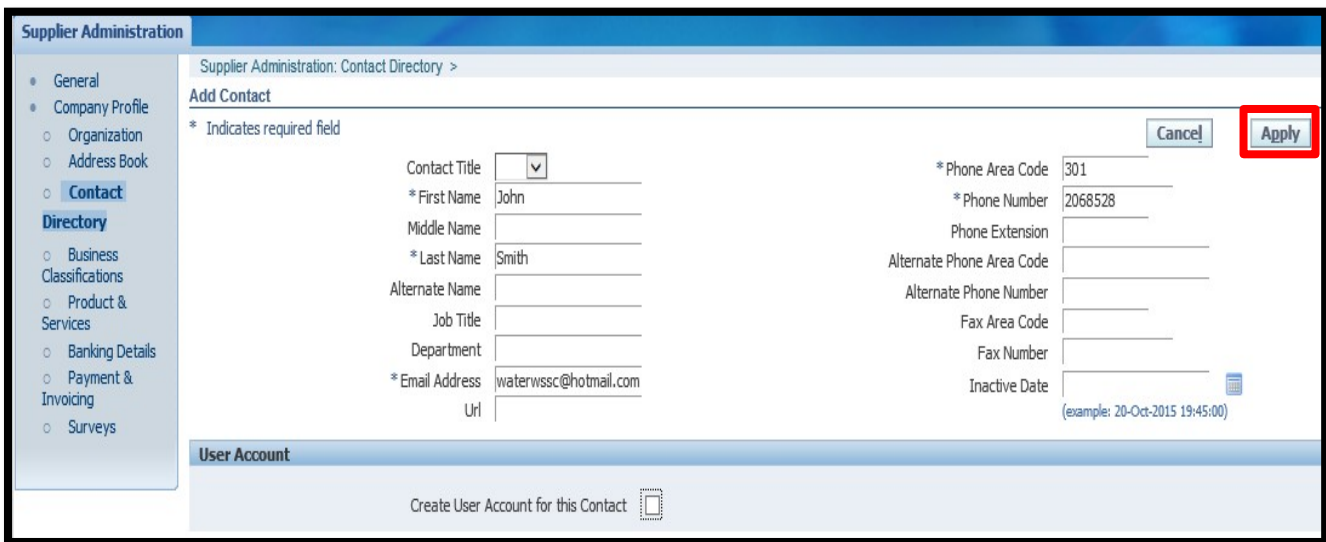 Supplier Administration
General
Company Profile
Organization
Address Book
Contact
Directory
Business
Classifications
Product &
Services
Banking Details
Payment &
Invoicing
Surveys
Supplier Administration: Contact Directory >
Add Contact
* Indicates required field
Cancel
Apply
Contact Title
* First Name John
Middle Name
* Last Name Smith
Alternate Name
Job Title
Department
* Email Address waterwssc@hotmail.com
Url
* Phone Area Code 301
* Phone Number 2068528
Phone Extension
Alternate Phone Area Code
Alternate Phone Number
Fax Area Code
Fax Number
Inactive Date
(example: 20-Oct-2015 19:45:00)
User Account
Create User Account for this Contact